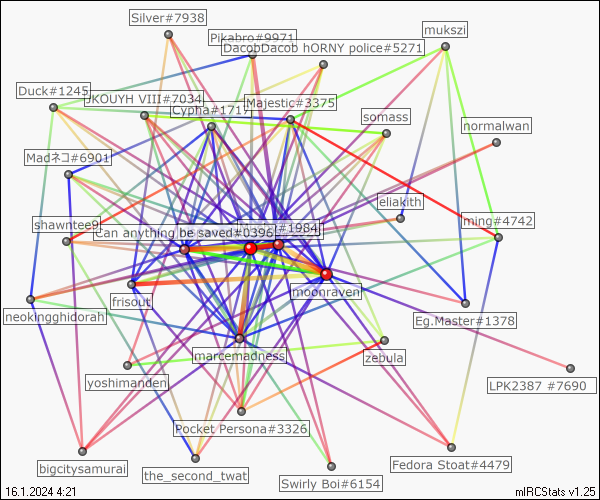 Silver#7938
mukszi
Pikabro#9971
DacobDacob hORNY police#5271
Duck#1245
JKOUYH VIII#7034
Majestic#3375
Cypha#1717
somass
normalwan
Madネコ#6901
eliakith
shawntee9
ming#4742
#1984
Can anything be saved#0396
moonraven
frisout
neokingghidorah
Eg.Master#1378
marcemadness
zebula
yoshimanden
LPK2387 #7690
Pocket Persona#3326
bigcitysamurai
the_second_twat
Fedora Stoat#4479
Swirly Boi#6154
16.1.2024 4:21
mIRCStats v1.25